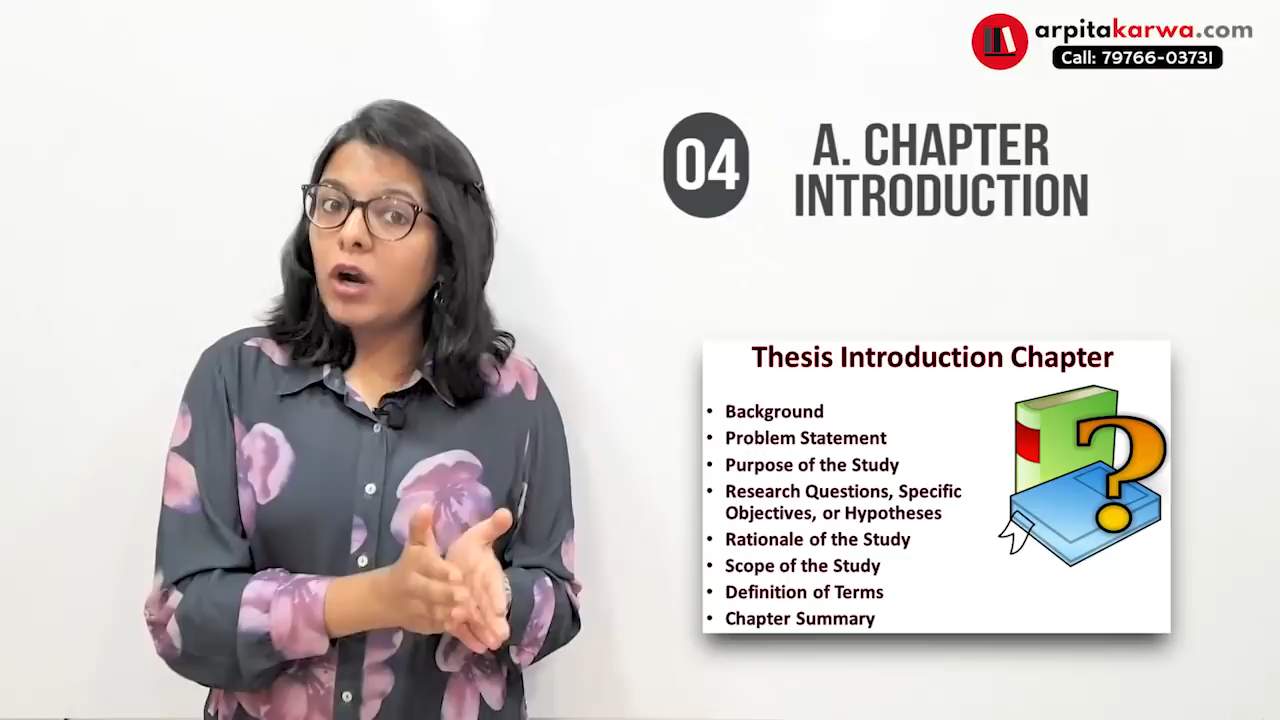 arpitakarwa.com
Call: 79766-03731
04
A. CHAPTER
INTRODUCTION
Thesis Introduction Chapter
• Background
• Problem Statement
• Purpose of the Study
• Research Questions, Specific
Objectives, or Hypotheses
• Rationale of the Study
• Scope of the Study
• Definition of Terms
• Chapter Summary
?